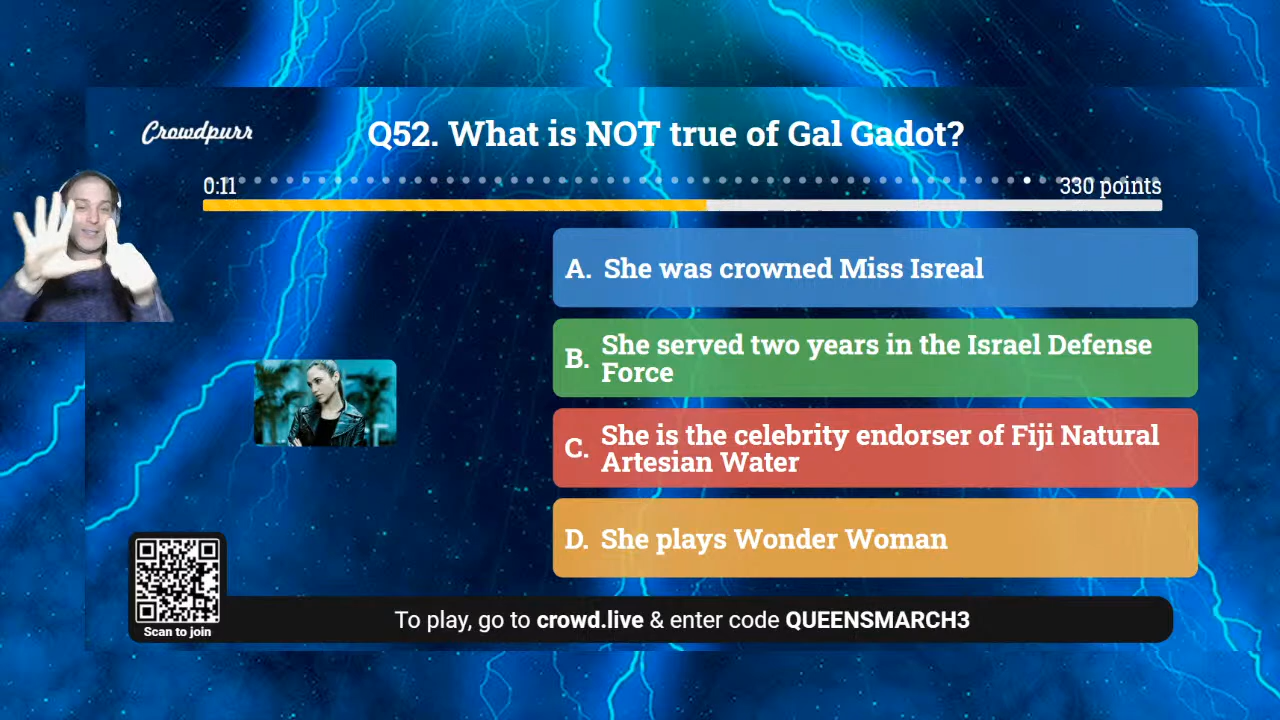 Crowdpurr
Q52. What is NOT true of Gal Gadot?
0:11
330 points
A. She was crowned Miss Isreal
B. She served two years in the Israel Defense
Force
C. She is the celebrity endorser of Fiji Natural
Artesian Water
D. She plays Wonder Woman
Scan to join
To play, go to crowd.live & enter code QUEENSMARCH3